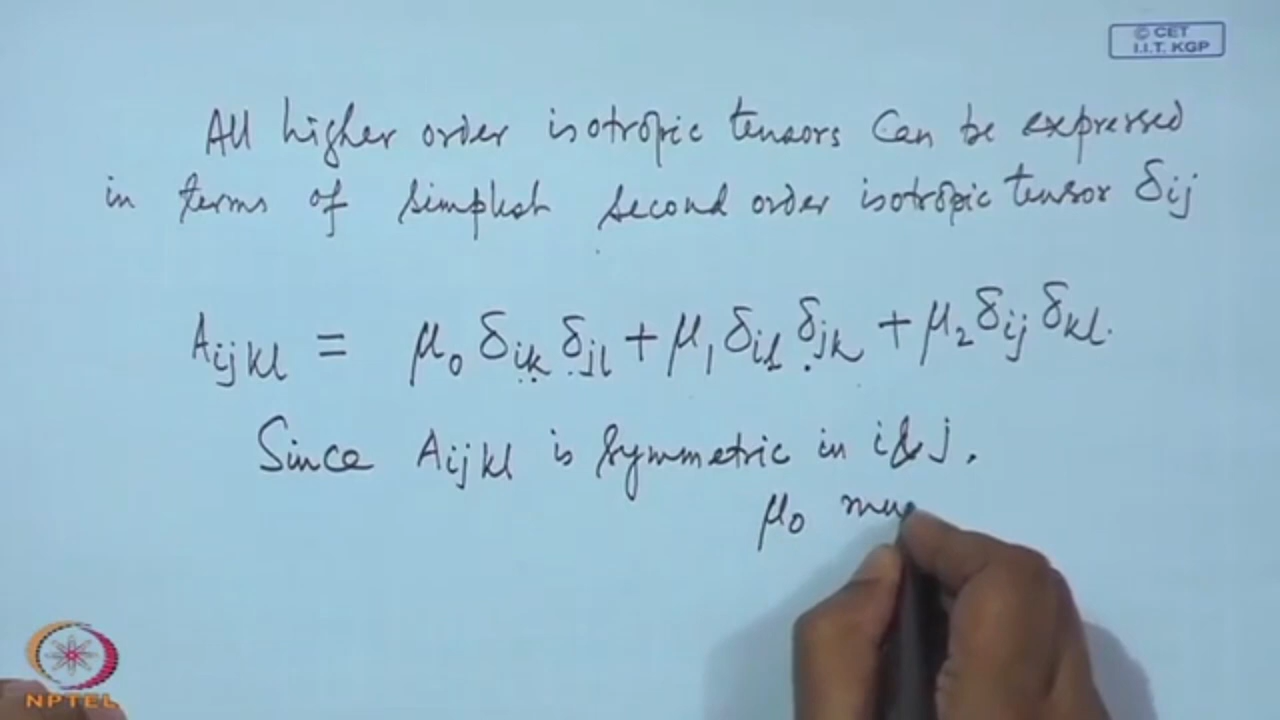 © CET
I.I.T. KGP
All higher order isotropic tensors can be expressed
in terms of simplest second order isotropic tensor δij
Aijkl = μ₀ δik δjl + μ₁ δil δjk + μ₂ δij δkl.
Since Aijkl is symmetric in i & j.
μ₀
NPTEL